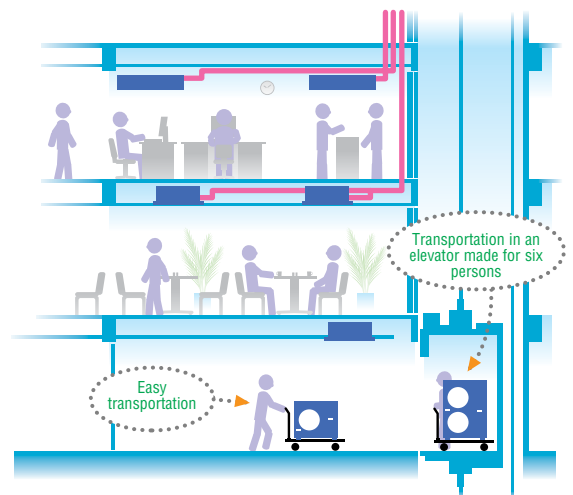 Transportation in an
elevator made for six
persons
Easy
transportation